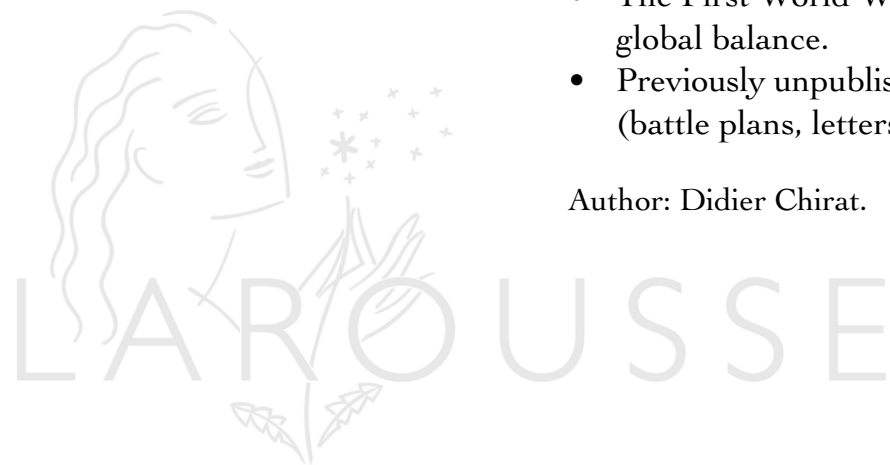 • The First World W
global balance.
• Previously unpublis
(battle plans, letters
Author: Didier Chirat.
LAROUSSE